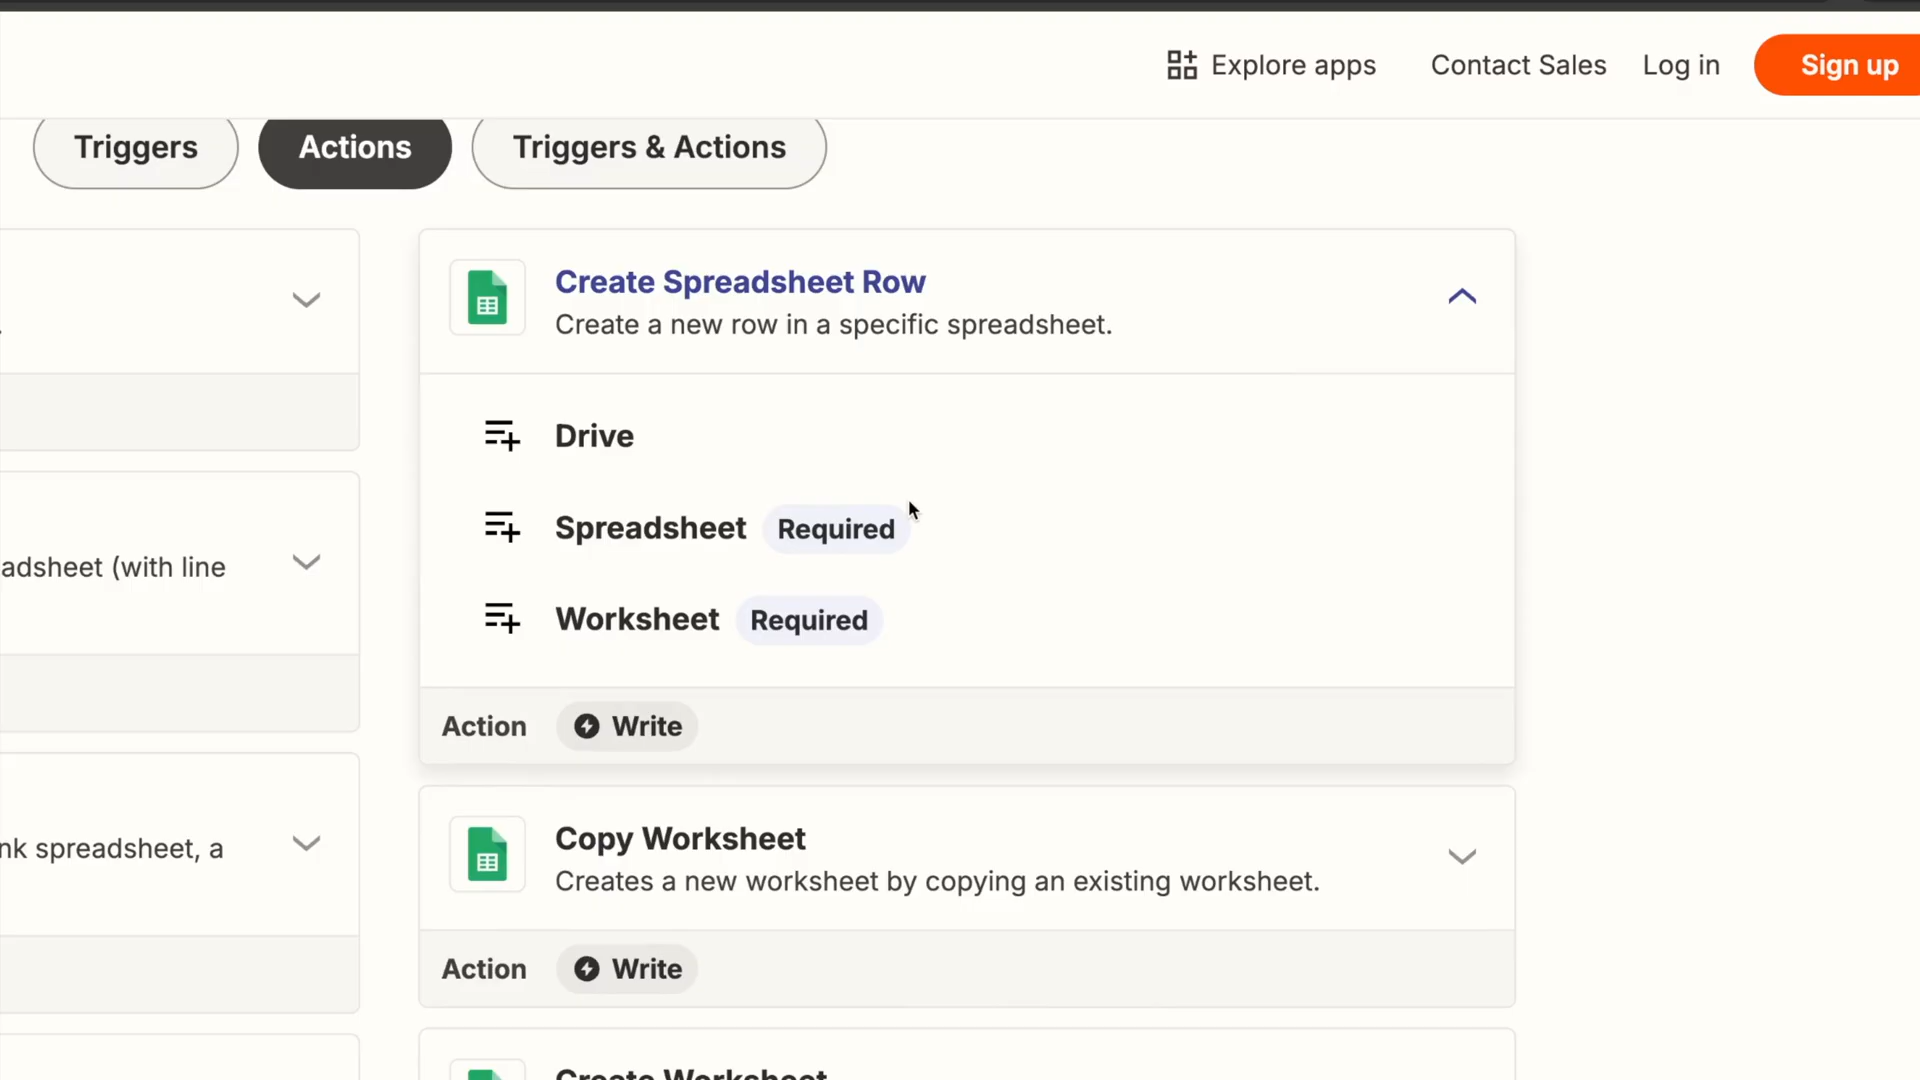 Explore apps
Contact Sales
Log in
Sign up
Triggers
Actions
Triggers & Actions
Create Spreadsheet Row
Create a new row in a specific spreadsheet.
Drive
Spreadsheet Required
adsheet (with line
Worksheet Required
Action Write
Copy Worksheet
nk spreadsheet, a
Creates a new worksheet by copying an existing worksheet.
Action Write
Create Worksheet